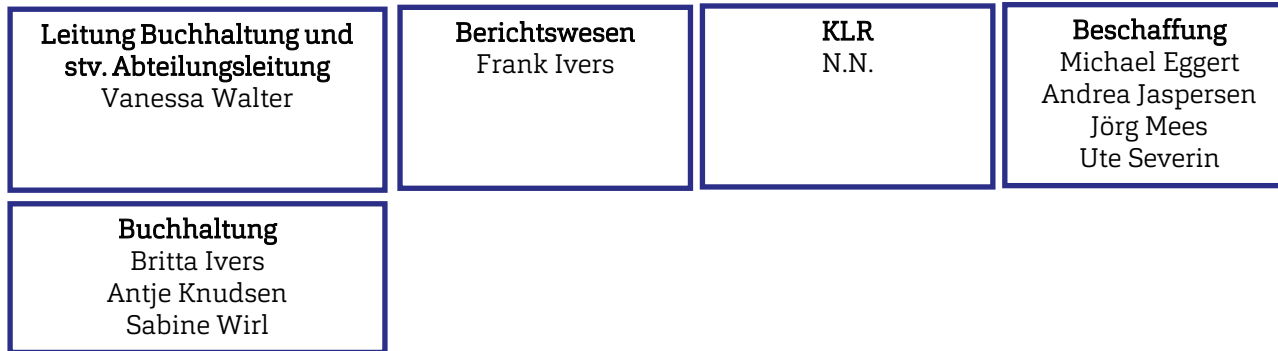 Leitung Buchhaltung und
stv. Abteilungsleitung
Vanessa Walter
Berichtswesen
Frank Ivers
KLR
N.N.
Beschaffung
Michael Eggert
Andrea Jaspersen
Jörg Mees
Ute Severin
Buchhaltung
Britta Ivers
Antje Knudsen
Sabine Wirl